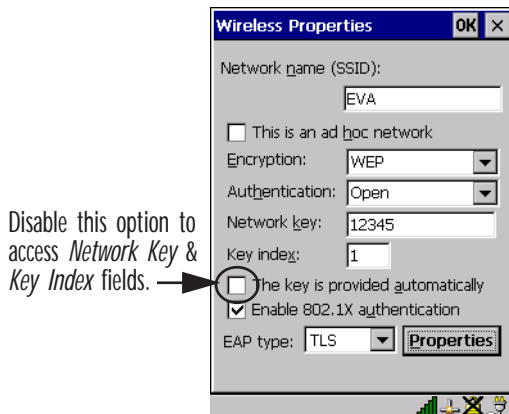 Wireless Properties OK ×
Network name (SSID):
EVA
This is an ad hoc network
Encryption: WEP
Authentication: Open
Network key: 12345
Key index: 1
The key is provided automatically
Enable 802.1X authentication
EAP type: TLS Properties
Disable this option to
access Network Key &
Key Index fields.